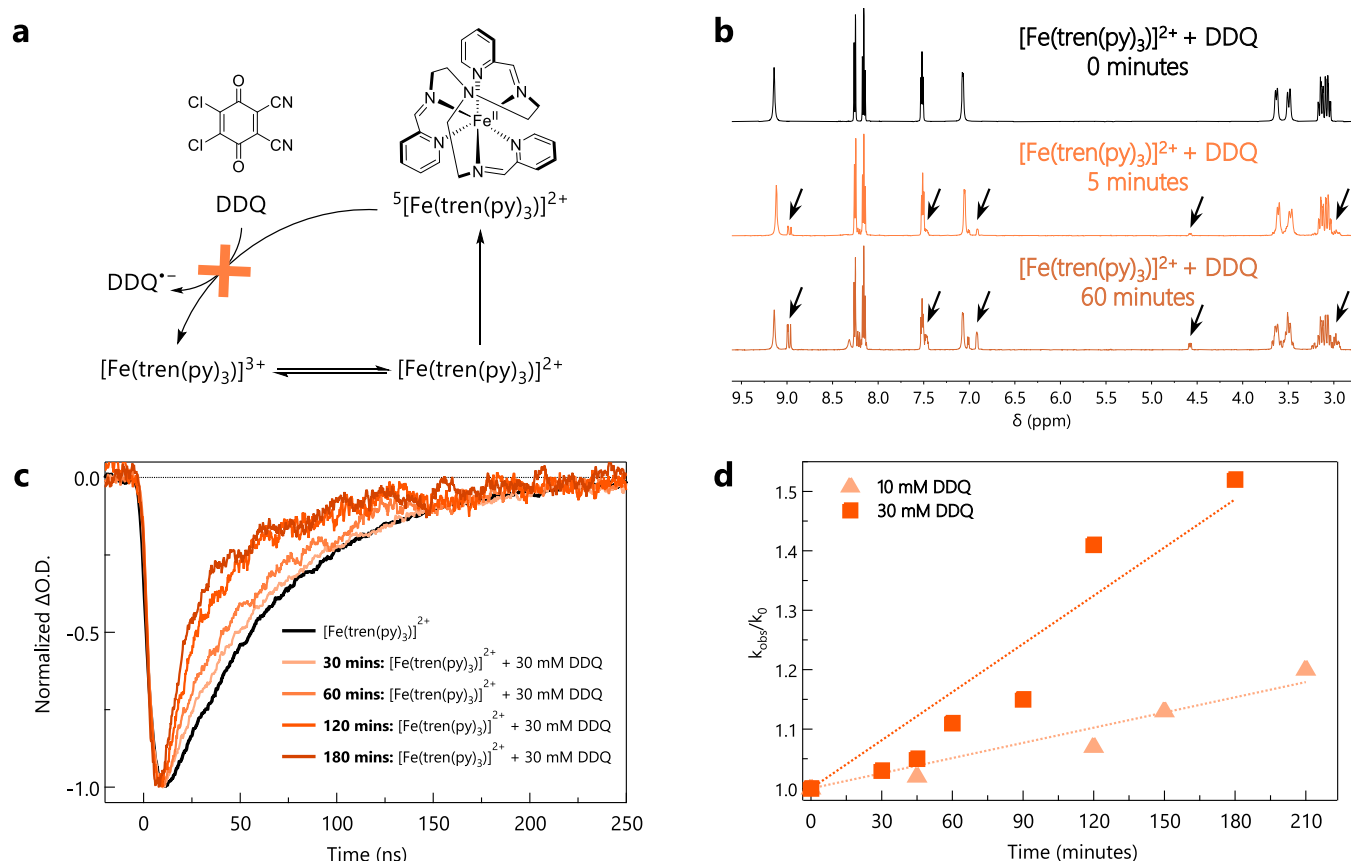 a
O
Cl
CN
Cl
CN
O
N
N
N
N
Fe^II
N
N
N
DDQ
⁵[Fe(tren(py)₃)]²⁺
DDQ•−
[Fe(tren(py)₃)]³⁺
[Fe(tren(py)₃)]²⁺
b
[Fe(tren(py)₃)]²⁺ + DDQ
0 minutes
[Fe(tren(py)₃)]²⁺ + DDQ
5 minutes
[Fe(tren(py)₃)]²⁺ + DDQ
60 minutes
9.5 9.0 8.5 8.0 7.5 7.0 6.5 6.0 5.5 5.0 4.5 4.0 3.5 3.0
δ (ppm)
c
Normalized ΔO.D.
0.0
-0.5
-1.0
[Fe(tren(py)₃)]²⁺
30 mins: [Fe(tren(py)₃)]²⁺ + 30 mM DDQ
60 mins: [Fe(tren(py)₃)]²⁺ + 30 mM DDQ
120 mins: [Fe(tren(py)₃)]²⁺ + 30 mM DDQ
180 mins: [Fe(tren(py)₃)]²⁺ + 30 mM DDQ
0 50 100 150 200 250
Time (ns)
d
10 mM DDQ
30 mM DDQ
k_obs/k₀
1.5
1.4
1.3
1.2
1.1
1.0
0 30 60 90 120 150 180 210
Time (minutes)